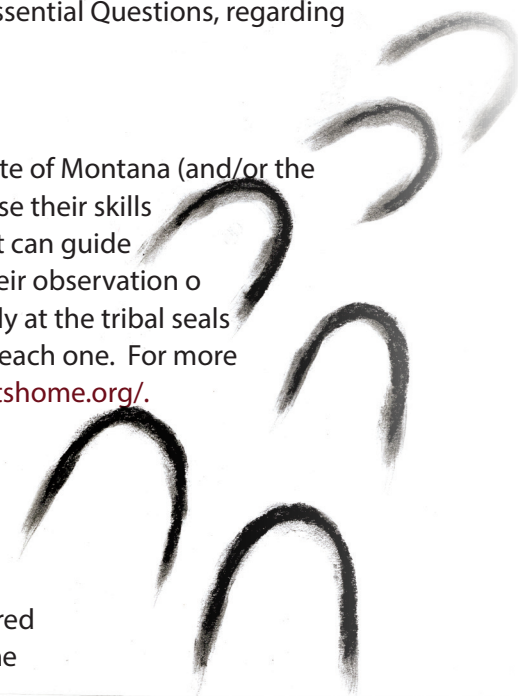 ssential Questions, regarding
te of Montana (and/or the
se their skills
t can guide
eir observation o
ly at the tribal seals
each one. For more
tshome.org/.
red
ne